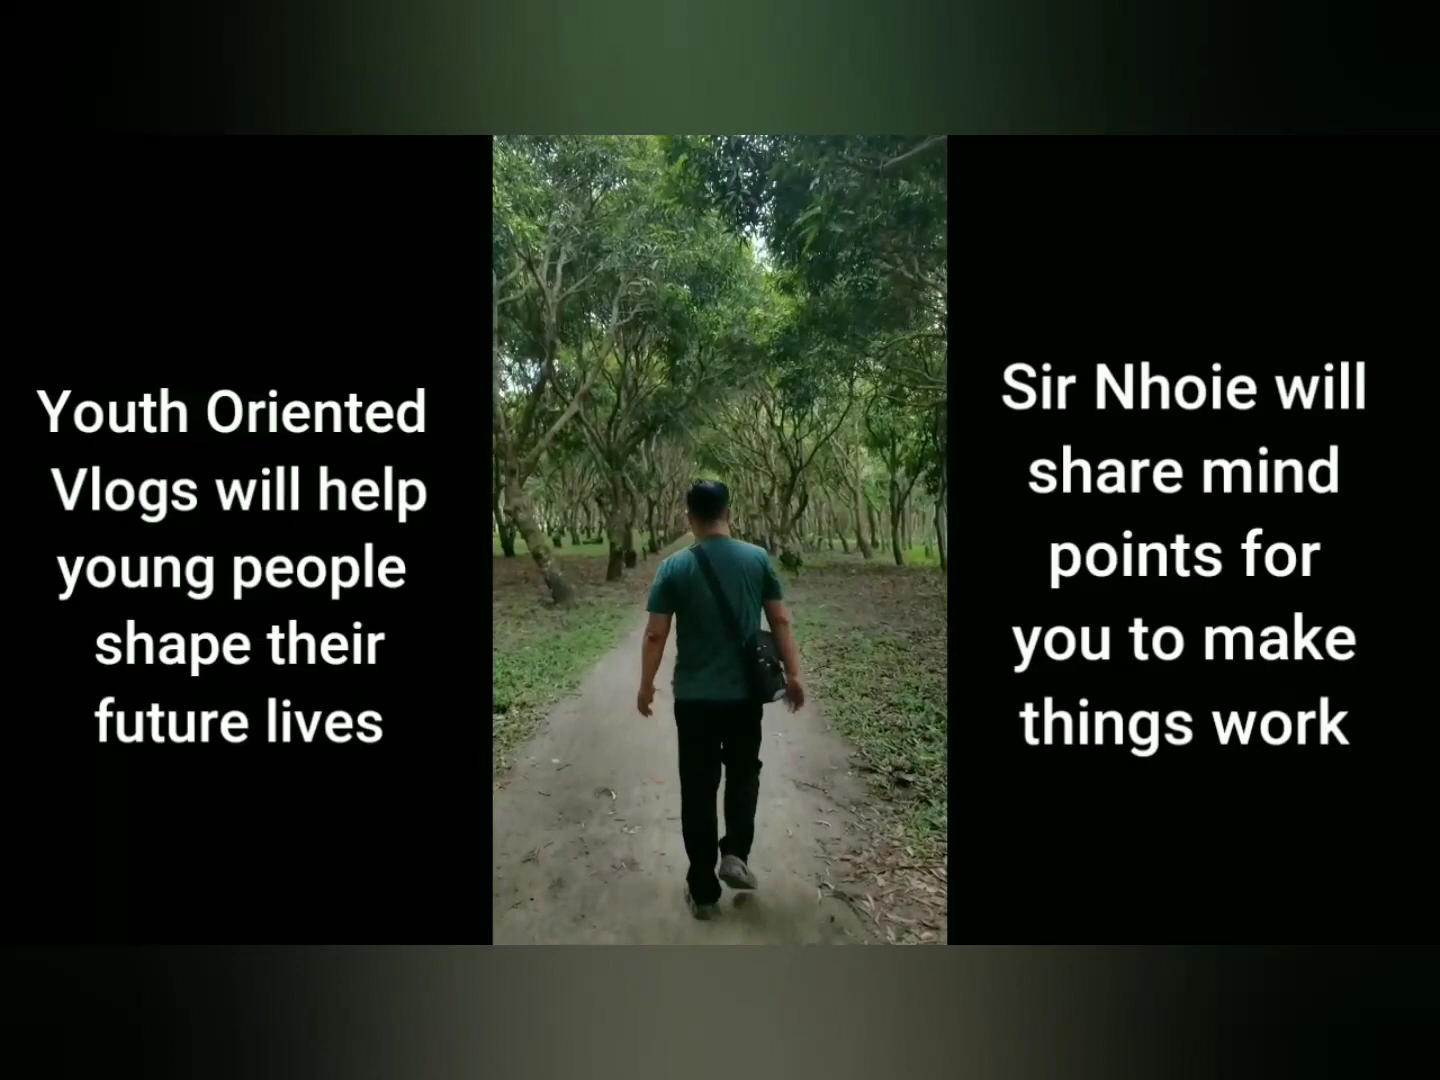 Youth Oriented
Vlogs will help
young people
shape their
future lives
Sir Nhoie will
share mind
points for
you to make
things work